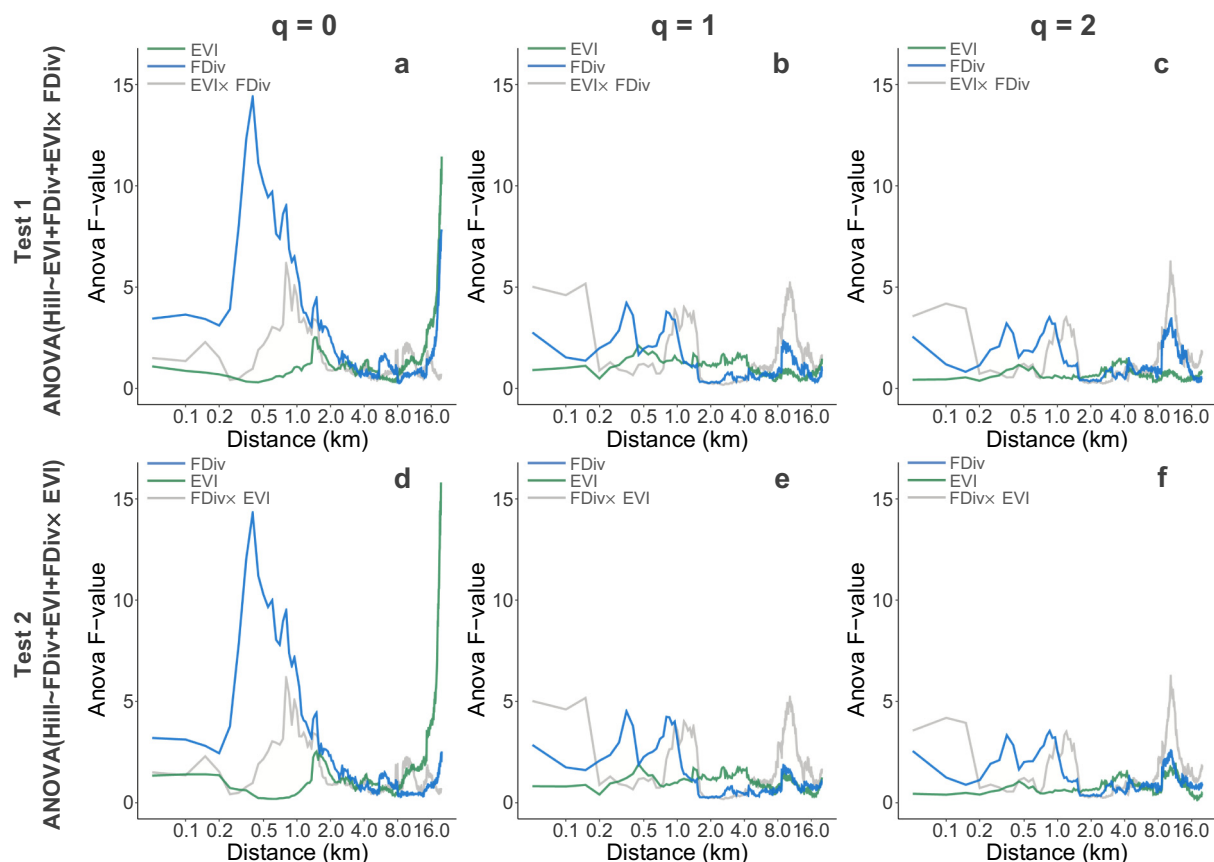 q = 0
q = 1
q = 2
Test 1
ANOVA(Hill~EVI+FDiv+EVI× FDiv)
EVI
FDiv
EVI× FDiv
a
15
10
5
0
Anova F−value
0.1 0.2 0.5 1.0 2.0 4.0 8.0 16.0
Distance (km)
EVI
FDiv
EVI× FDiv
b
15
10
5
0
Anova F−value
0.1 0.2 0.5 1.0 2.0 4.0 8.0 16.0
Distance (km)
EVI
FDiv
EVI× FDiv
c
15
10
5
0
Anova F−value
0.1 0.2 0.5 1.0 2.0 4.0 8.0 16.0
Distance (km)
Test 2
ANOVA(Hill~FDiv+EVI+FDiv× EVI)
FDiv
EVI
FDiv× EVI
d
15
10
5
0
Anova F−value
0.1 0.2 0.5 1.0 2.0 4.0 8.0 16.0
Distance (km)
FDiv
EVI
FDiv× EVI
e
15
10
5
0
Anova F−value
0.1 0.2 0.5 1.0 2.0 4.0 8.0 16.0
Distance (km)
FDiv
EVI
FDiv× EVI
f
15
10
5
0
Anova F−value
0.1 0.2 0.5 1.0 2.0 4.0 8.0 16.0
Distance (km)